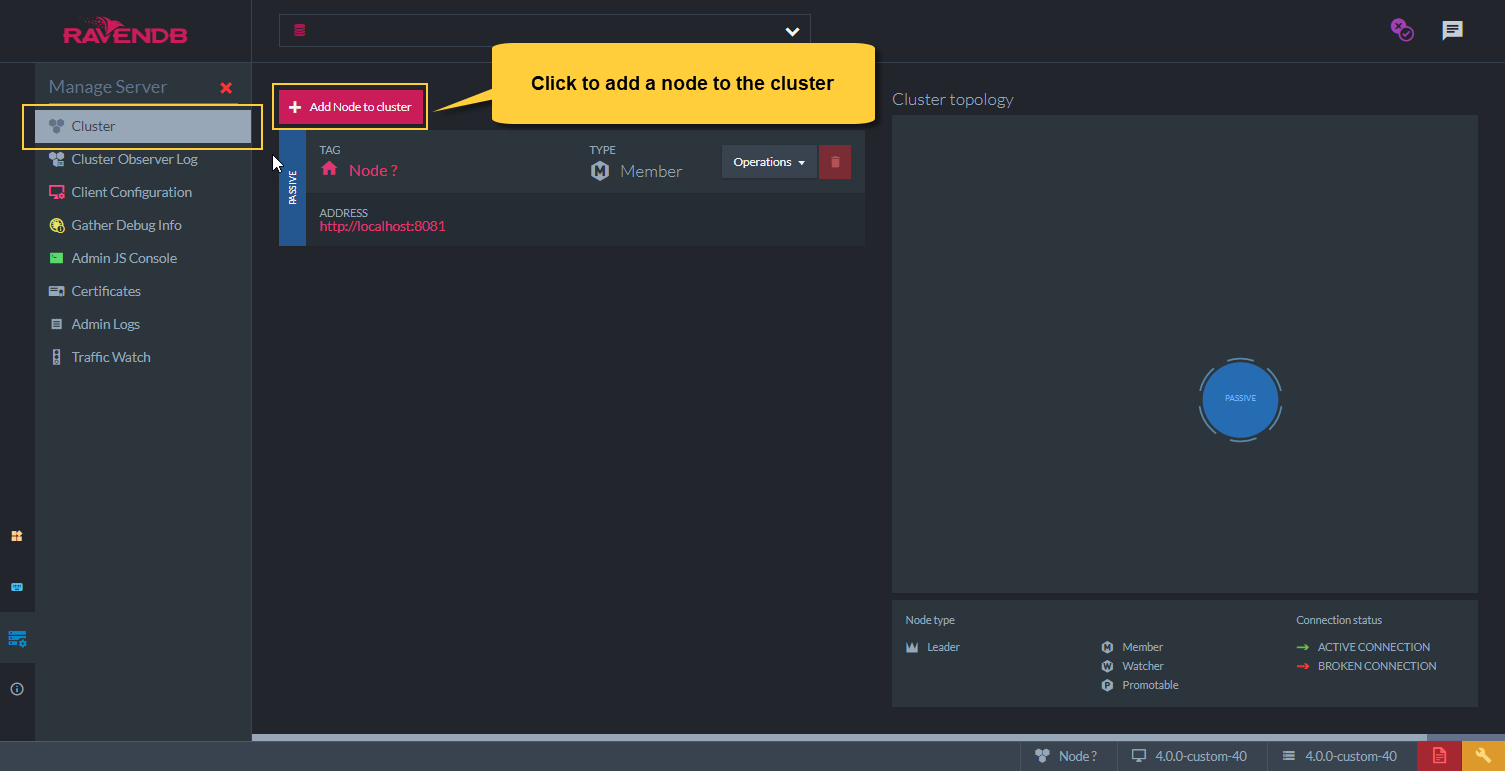 RAVENDB
Click to add a node to the cluster
Manage Server
Cluster
Cluster Observer Log
Client Configuration
Gather Debug Info
Admin JS Console
Certificates
Admin Logs
Traffic Watch
Add Node to cluster
PASSIVE
TAG
Node ?
TYPE
M
Member
Operations
ADDRESS
http://localhost:8081
Cluster topology
PASSIVE
Node type
Leader
M Member
W Watcher
P Promotable
Connection status
ACTIVE CONNECTION
BROKEN CONNECTION
Node ?
4.0.0-custom-40
4.0.0-custom-40